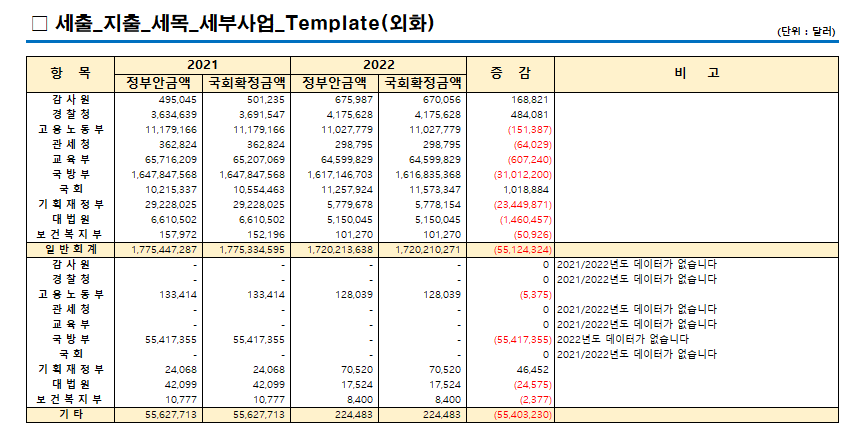 □ 세출_지출_세목_세부사업_Template(외화)
(단위 : 달러)
항 목 2021 2022 증 감 비 고
정부안금액 국회확정금액 정부안금액 국회확정금액
감 사 원 495,045 501,235 675,987 670,056 168,821
경 찰 청 3,634,639 3,691,547 4,175,628 4,175,628 484,081
고 용 노 동 부 11,179,166 11,179,166 11,027,779 11,027,779 (151,387)
관 세 청 362,824 362,824 298,795 298,795 (64,029)
교 육 부 65,716,209 65,207,069 64,599,829 64,599,829 (607,240)
국 방 부 1,647,847,568 1,647,847,568 1,617,146,703 1,616,835,368 (31,012,200)
국 회 10,215,337 10,554,463 11,257,924 11,573,347 1,018,884
기 획 재 정 부 29,228,025 29,228,025 5,779,678 5,778,154 (23,449,871)
대 법 원 6,610,502 6,610,502 5,150,045 5,150,045 (1,460,457)
보 건 복 지 부 157,972 152,196 101,270 101,270 (50,926)
일 반 회 계 1,775,447,287 1,775,334,595 1,720,213,638 1,720,210,271 (55,124,324)
감 사 원 - - - - 0 2021/2022년도 데이터가 없습니다
경 찰 청 - - - - 0 2021/2022년도 데이터가 없습니다
고 용 노 동 부 133,414 133,414 128,039 128,039 (5,375)
관 세 청 - - - - 0 2021/2022년도 데이터가 없습니다
교 육 부 - - - - 0 2021/2022년도 데이터가 없습니다
국 방 부 55,417,355 55,417,355 - - (55,417,355) 2022년도 데이터가 없습니다
국 회 - - - - 0 2021/2022년도 데이터가 없습니다
기 획 재 정 부 24,068 24,068 70,520 70,520 46,452
대 법 원 42,099 42,099 17,524 17,524 (24,575)
보 건 복 지 부 10,777 10,777 8,400 8,400 (2,377)
기 타 55,627,713 55,627,713 224,483 224,483 (55,403,230)